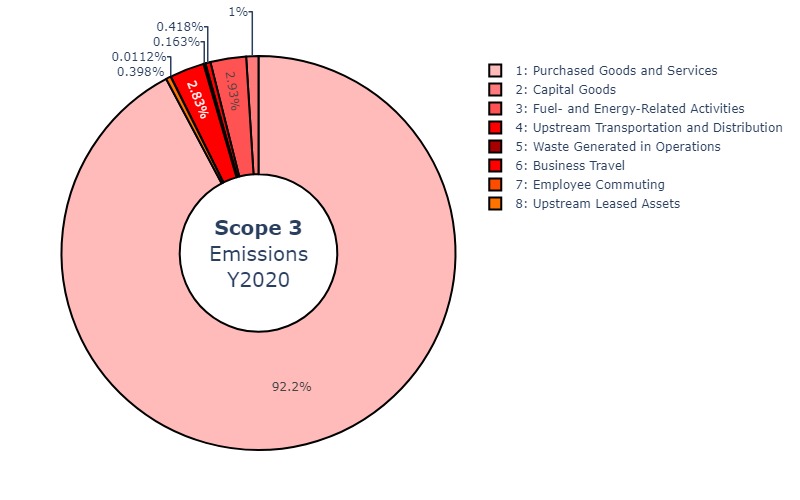 1%
0.418%
0.163%
0.0112%
0.398%
2.83%
2.93%
92.2%
Scope 3
Emissions
Y2020
1: Purchased Goods and Services
2: Capital Goods
3: Fuel- and Energy-Related Activities
4: Upstream Transportation and Distribution
5: Waste Generated in Operations
6: Business Travel
7: Employee Commuting
8: Upstream Leased Assets